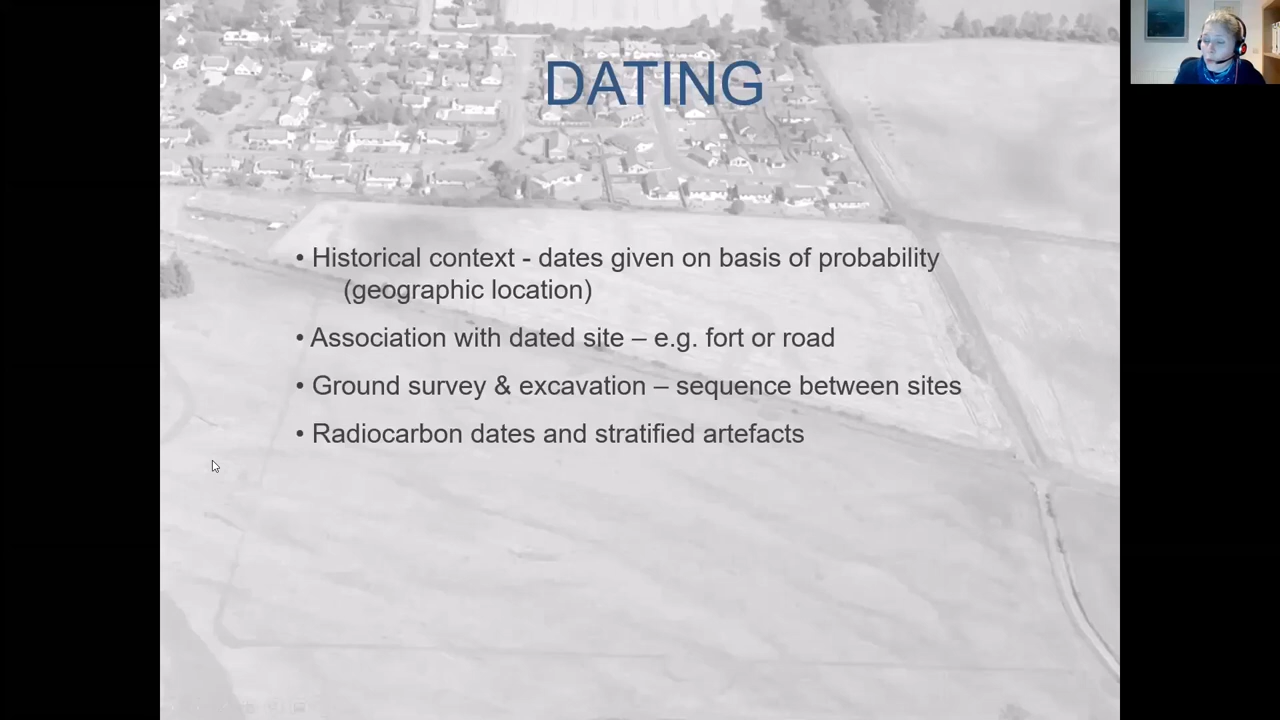 DATING
• Historical context - dates given on basis of probability
(geographic location)
• Association with dated site – e.g. fort or road
• Ground survey & excavation – sequence between sites
• Radiocarbon dates and stratified artefacts